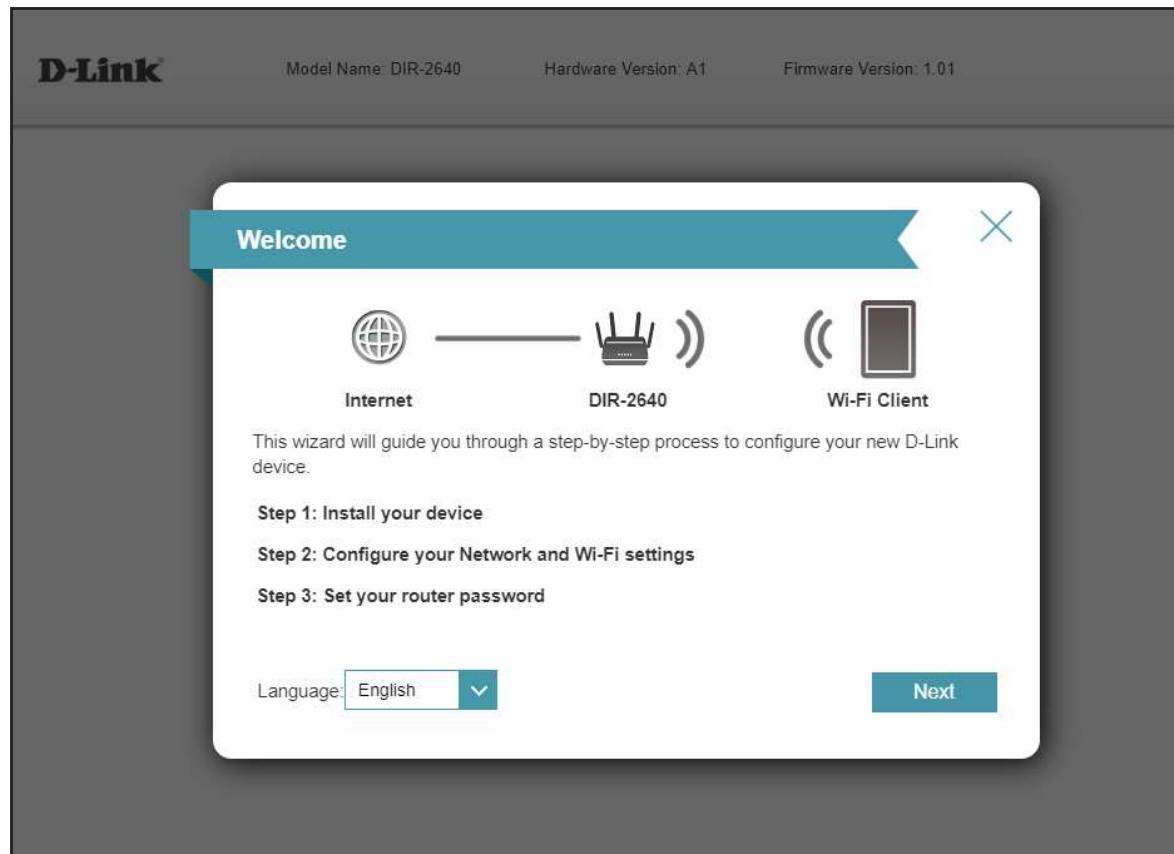 D-Link
Model Name: DIR-2640 Hardware Version: A1 Firmware Version: 1.01
Welcome
Internet DIR-2640 Wi-Fi Client
This wizard will guide you through a step-by-step process to configure your new D-Link
device.
Step 1: Install your device
Step 2: Configure your Network and Wi-Fi settings
Step 3: Set your router password
Language: English
Next